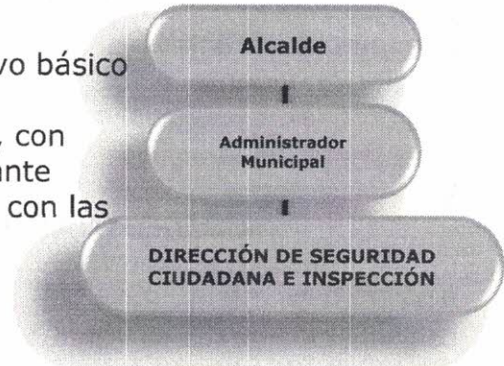 vo básico
, con
ante
con las
Alcalde
Administrador
Municipal
DIRECCIÓN DE SEGURIDAD
CIUDADANA E INSPECCIÓN